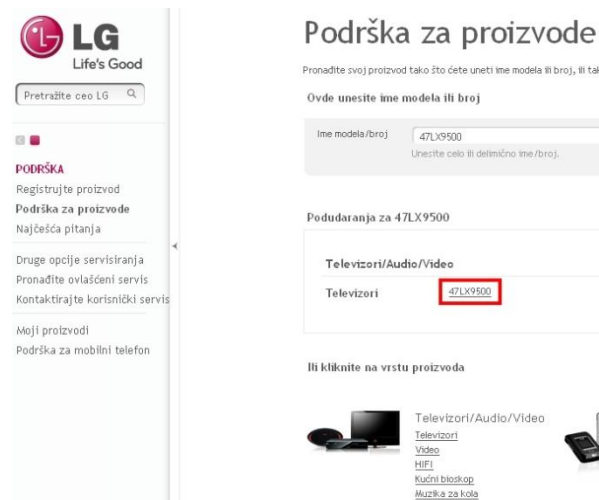 LG
Life's Good
Pretražite ceo LG
PODRŠKA
Registrujte proizvod
Podrška za proizvode
Najčešća pitanja
Druge opcije servisiranja
Pronađite ovlašćeni servis
Kontaktirajte korisnički servis
Moji proizvodi
Podrška za mobilni telefon
Podrška za proizvode
Pronađite svoj proizvod tako što ćete uneti ime modela ili broj, ili tak
Ovde unesite ime modela ili broj
Ime modela/broj
47LX9500
Unesite celo ili delimično ime/broj.
Podudaranja za 47LX9500
Televizori/Audio/Video
Televizori 47LX9500
Ili kliknite na vrstu proizvoda
Televizori/Audio/Video
Televizori
Video
HIFI
Kućni bioskop
Muzika za kola